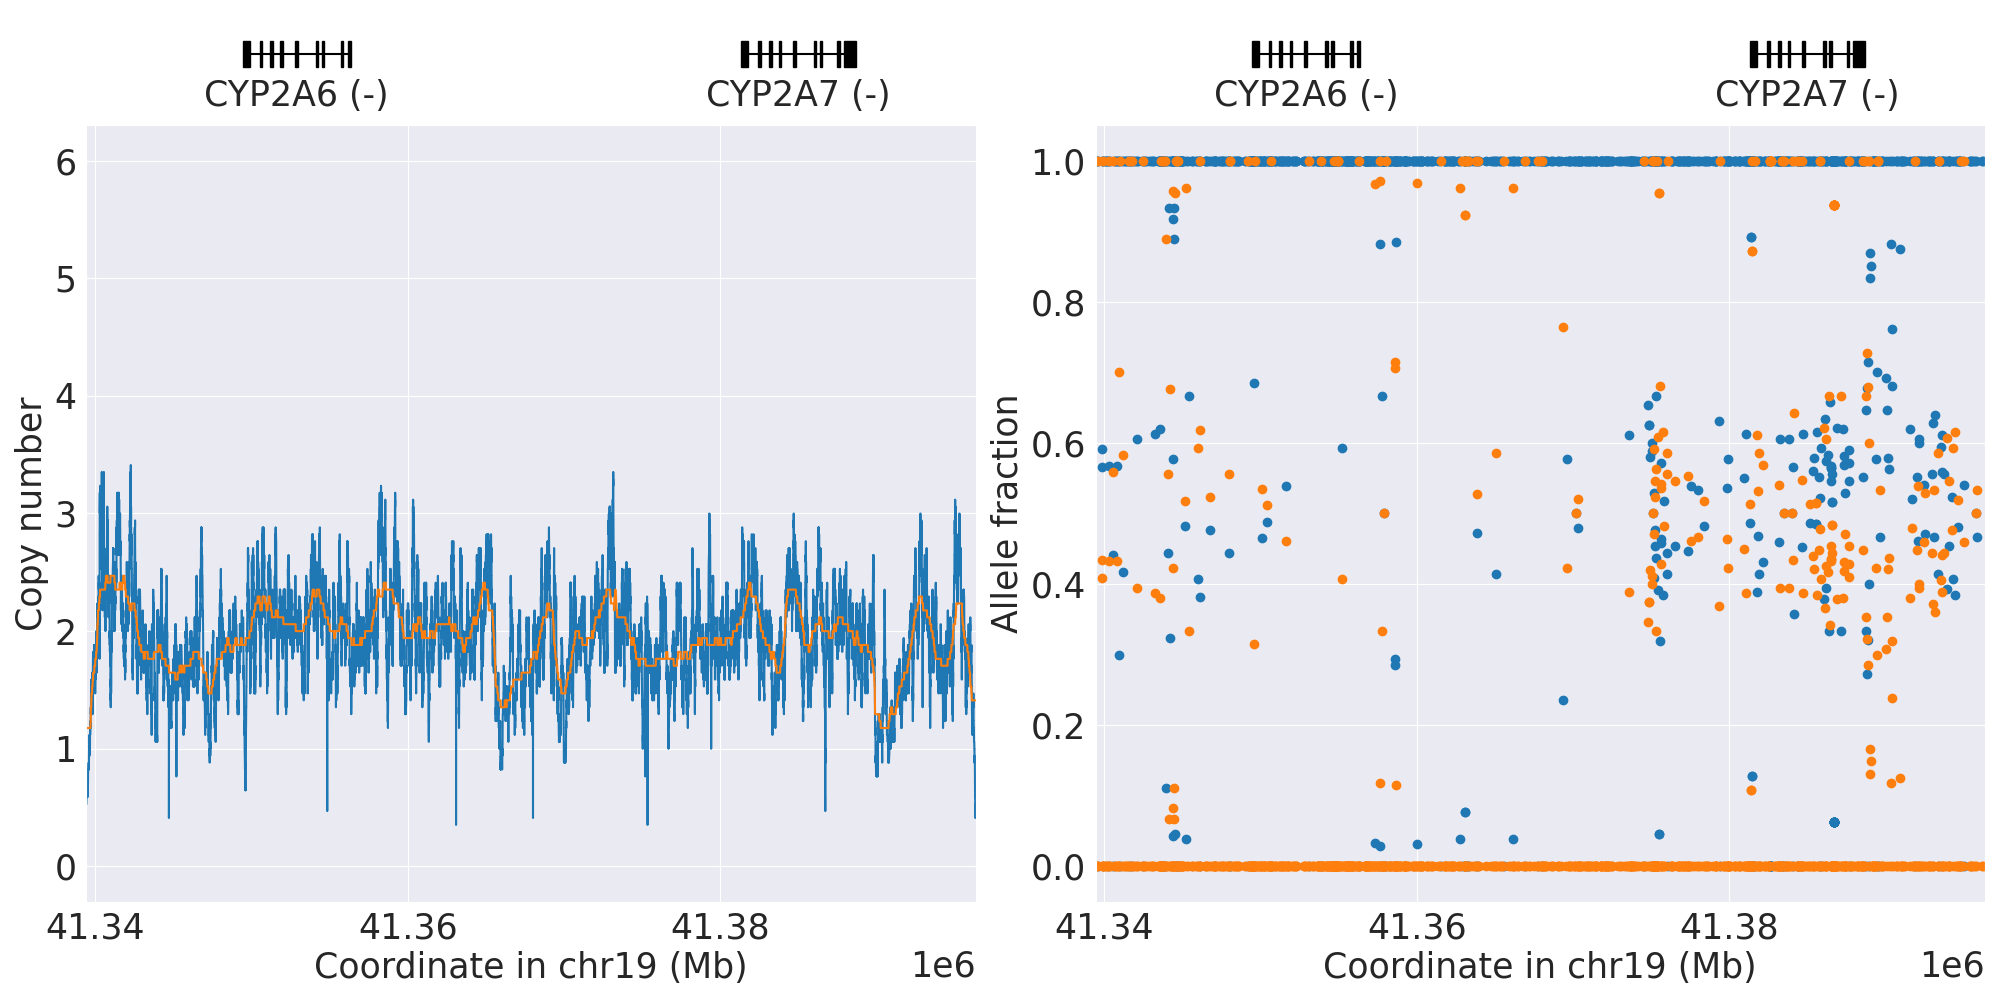 CYP2A6 (-)
CYP2A7 (-)
6
5
4
3
2
1
0
Copy number
41.34
41.36
41.38
1e6
Coordinate in chr19 (Mb)
CYP2A6 (-)
CYP2A7 (-)
1.0
0.8
0.6
0.4
0.2
0.0
Allele fraction
41.34
41.36
41.38
1e6
Coordinate in chr19 (Mb)